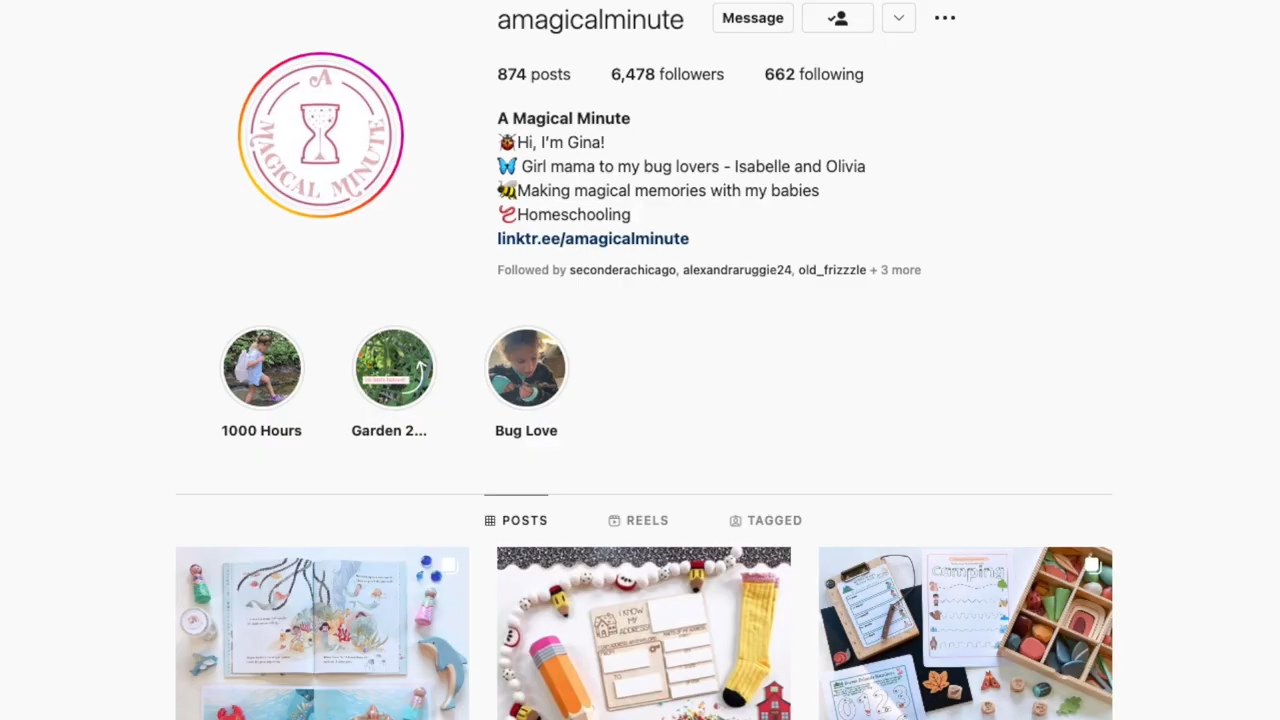 amagicalminute
Message
874 posts
6,478 followers
662 following
A
MAGICAL MINUTE
A Magical Minute
🐞Hi, I'm Gina!
🦋 Girl mama to my bug lovers - Isabelle and Olivia
🐝Making magical memories with my babies
🪱Homeschooling
linktr.ee/amagicalminute
Followed by seconderachicago, alexandraruggie24, old_frizzzle + 3 more
1000 Hours
Garden 2...
Bug Love
POSTS
REELS
TAGGED
I KNOW
MY
ADDRESS!
TO:
camping